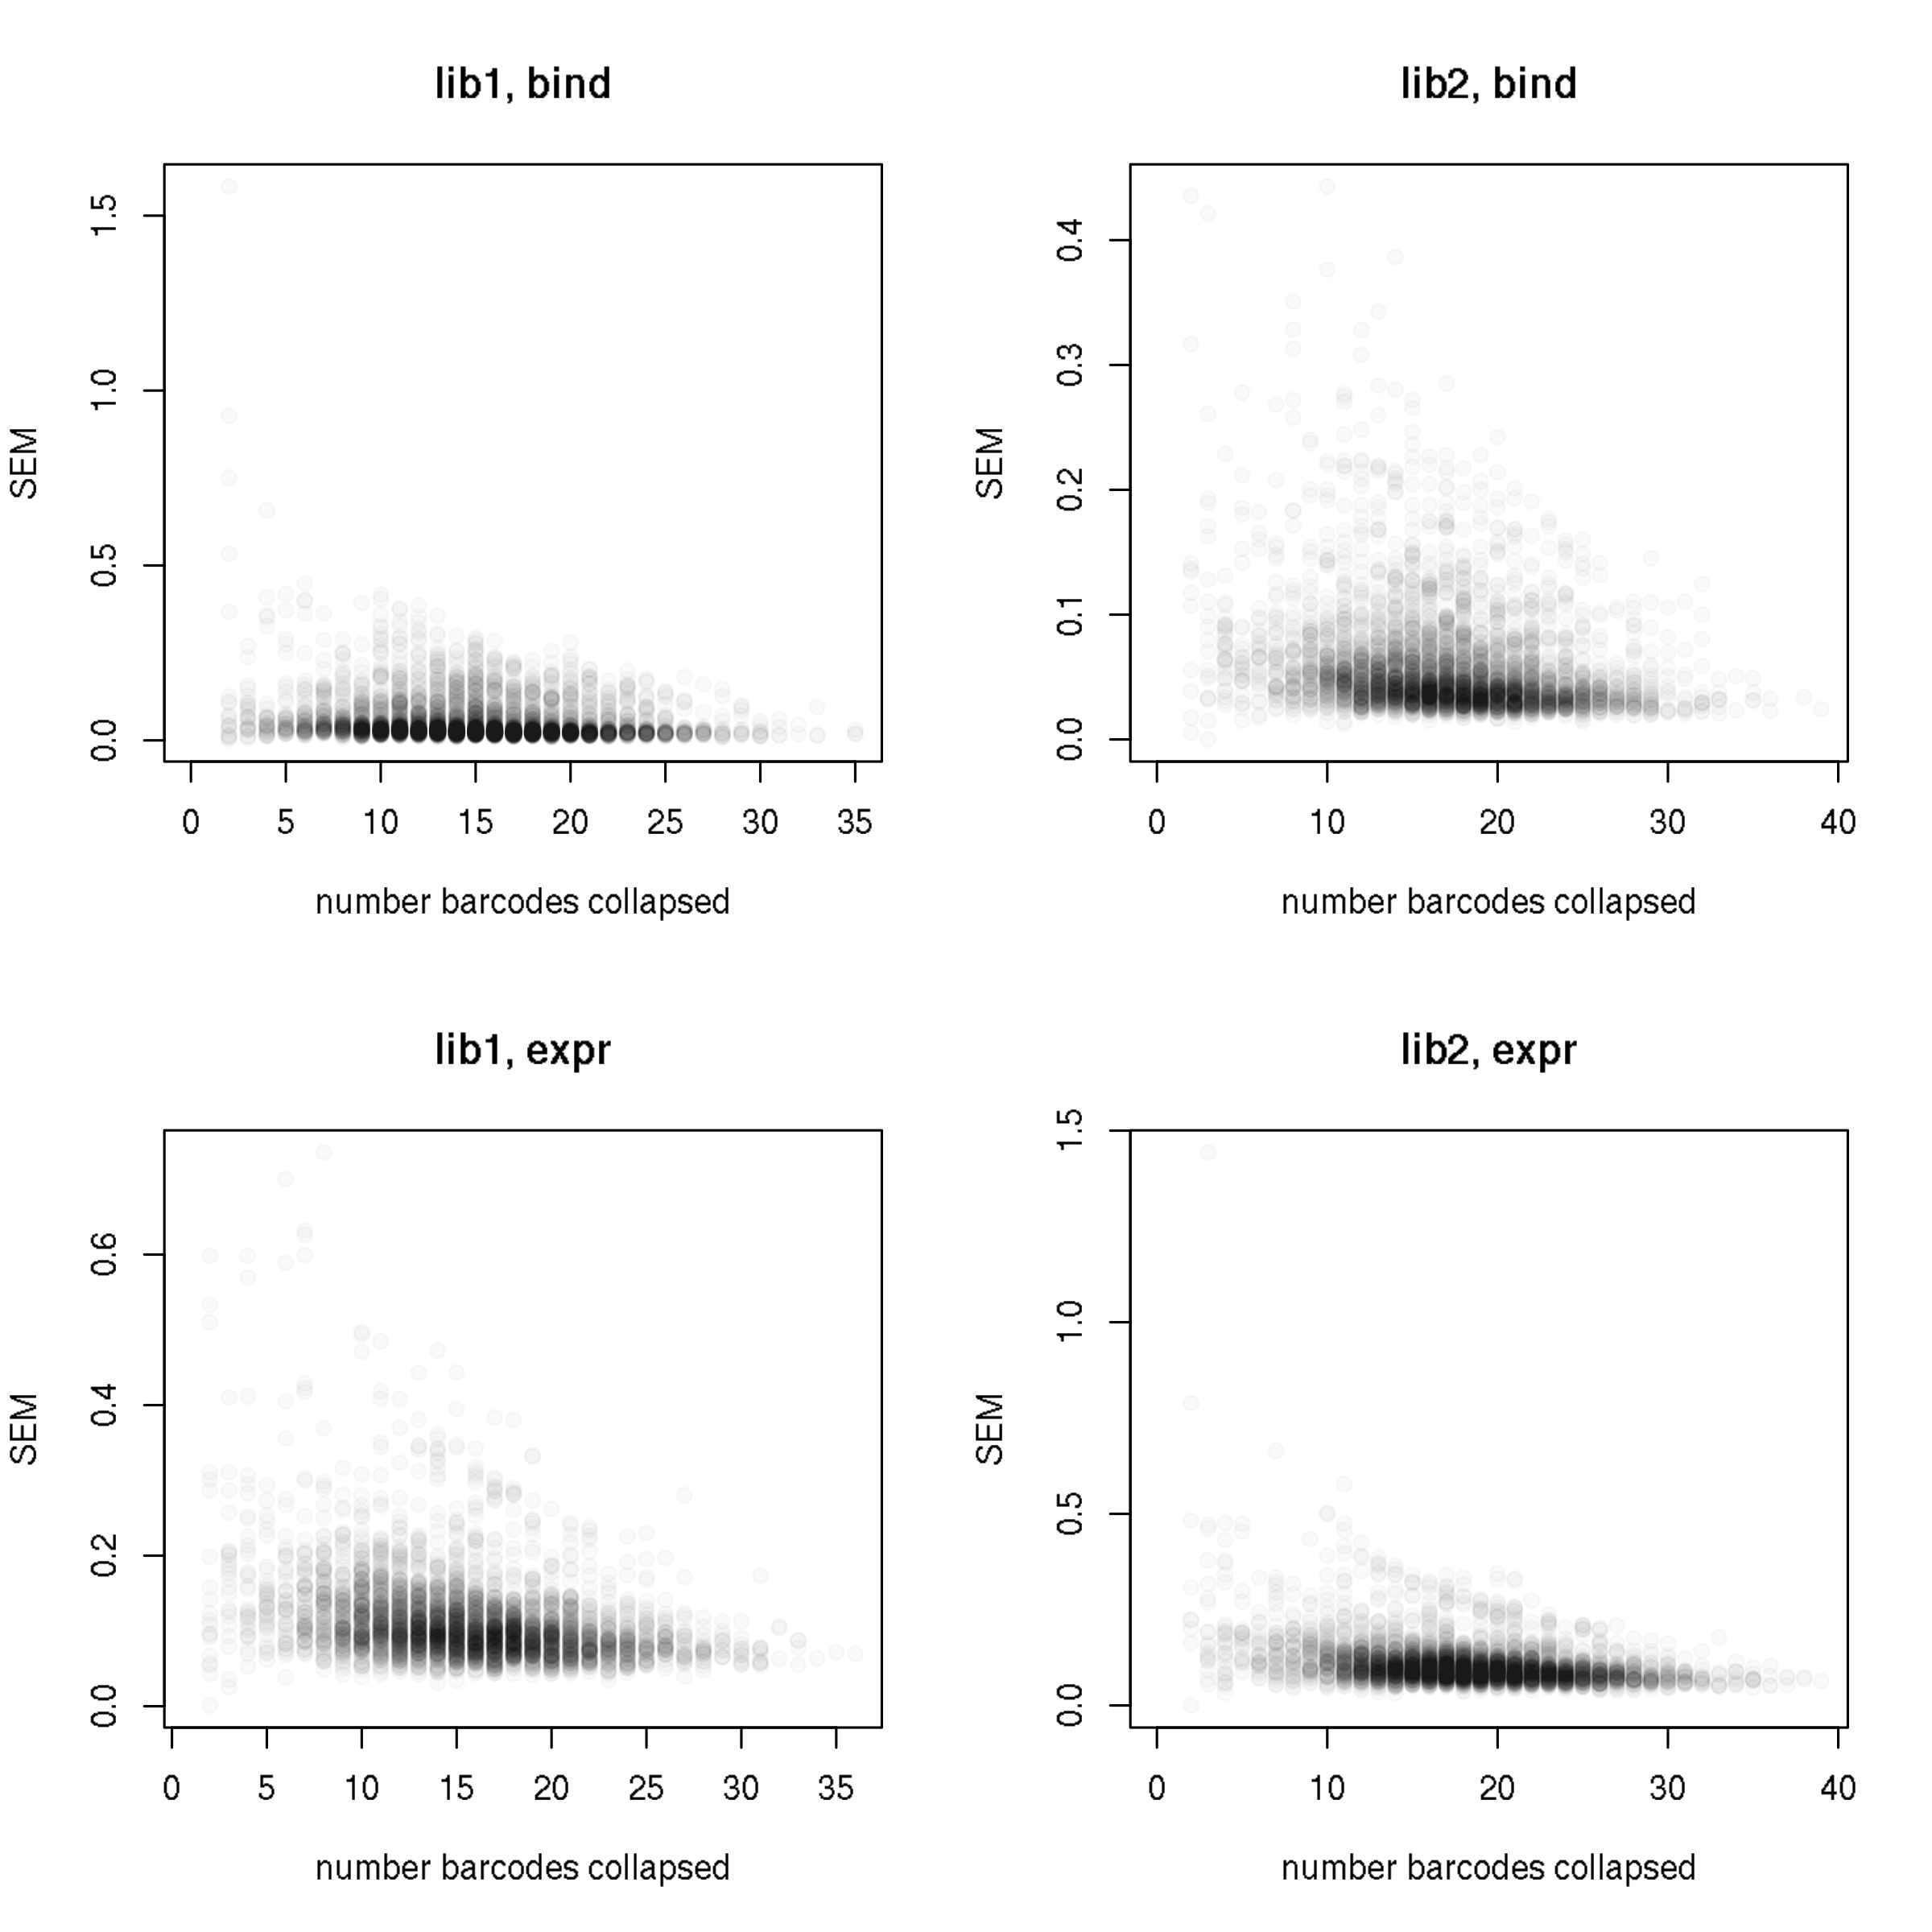 lib1, bind
SEM
1.5
1.0
0.5
0.0
0 5 10 15 20 25 30 35
number barcodes collapsed
lib2, bind
SEM
0.4
0.3
0.2
0.1
0.0
0 10 20 30 40
number barcodes collapsed
lib1, expr
SEM
0.6
0.4
0.2
0.0
0 5 10 15 20 25 30 35
number barcodes collapsed
lib2, expr
SEM
1.5
1.0
0.5
0.0
0 10 20 30 40
number barcodes collapsed